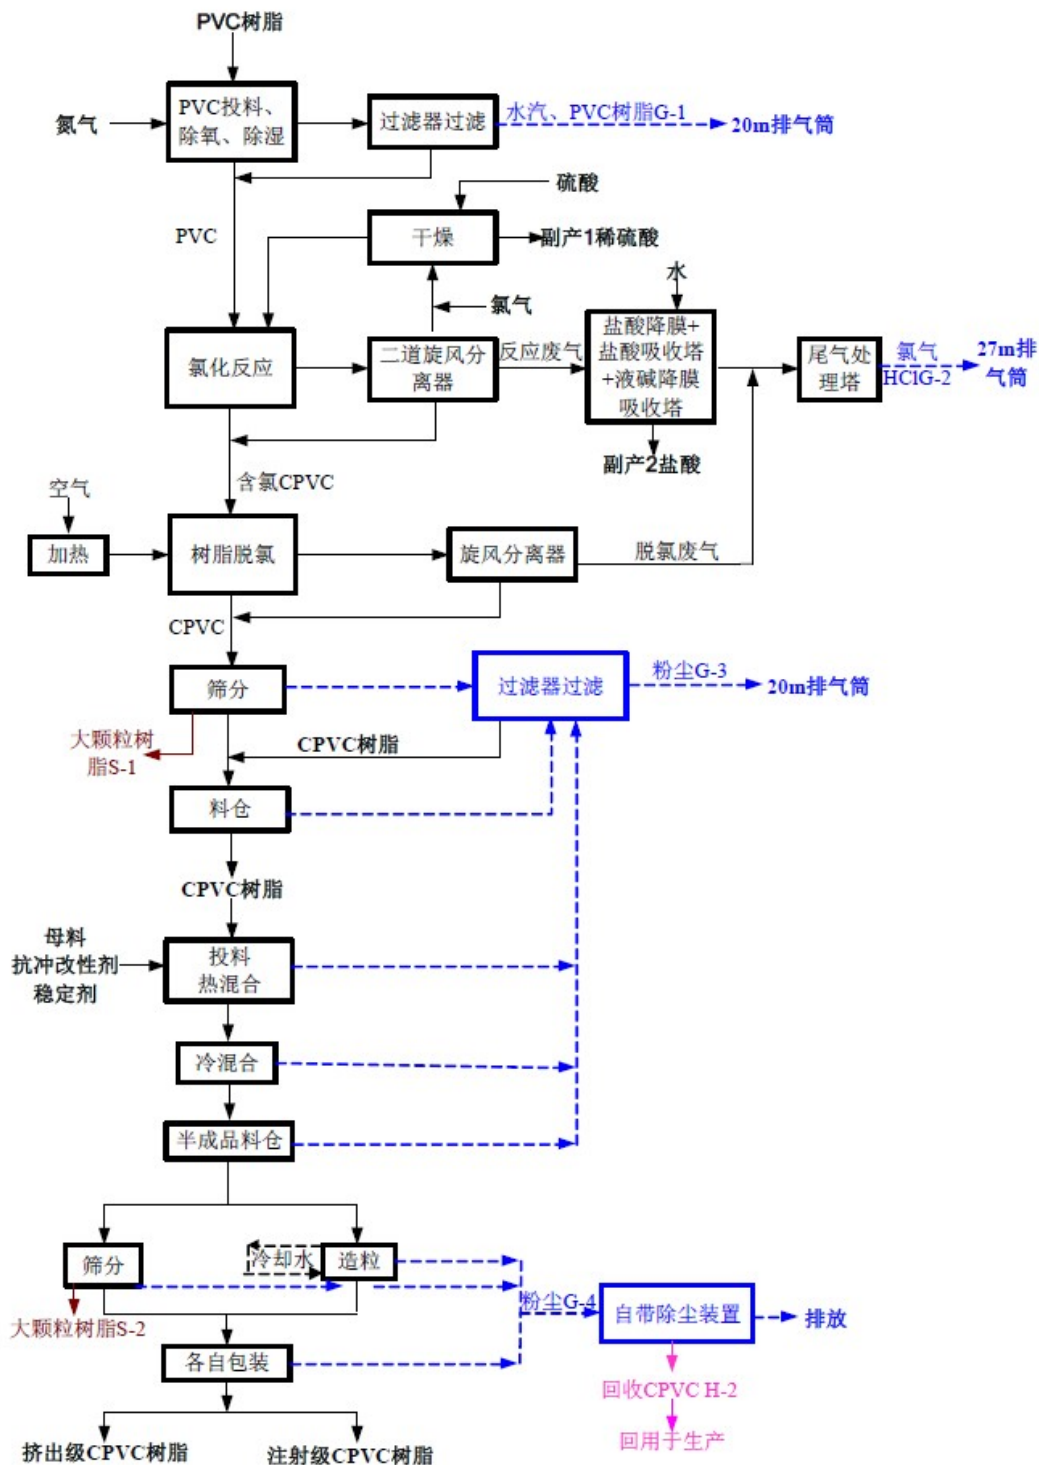 PVC树脂
PVC投料、
除氧、除湿
氮气
过滤器过滤
水汽、PVC树脂G-1
20m排气筒
硫酸
PVC
干燥
副产1稀硫酸
水
氯气
氯化反应
二道旋风分
离器
反应废气
盐酸降膜+
盐酸吸收塔
+液碱降膜
吸收塔
尾气处
理塔
氯气
HClG-2
27m排
气筒
副产2盐酸
含氯CPVC
空气
加热
树脂脱氯
旋风分离器
脱氯废气
CPVC
筛分
过滤器过滤
粉尘G-3
20m排气筒
大颗粒树
脂S-1
CPVC树脂
料仓
CPVC树脂
母料
抗冲改性剂
稳定剂
投料
热混合
冷混合
半成品料仓
筛分
冷却水
造粒
大颗粒树脂S-2
粉尘G-4
自带除尘装置
排放
各自包装
回收CPVC H-2
回用于生产
挤出级CPVC树脂
注射级CPVC树脂